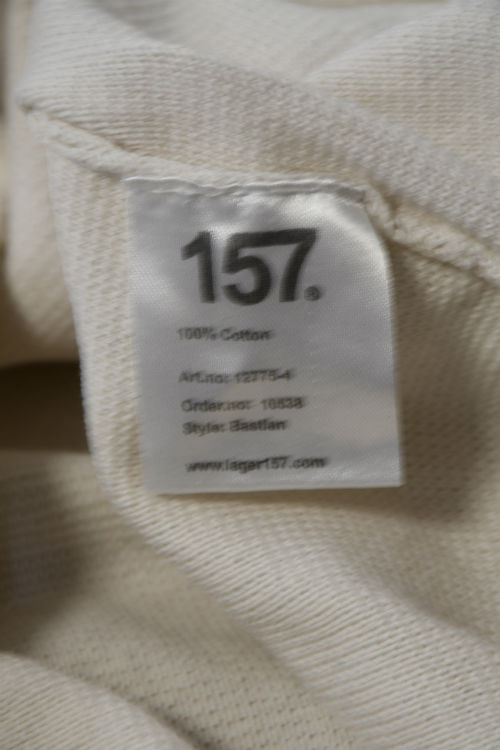 157.®
100% Cotton
Art.no: 12775-4
Order.no: 10538
Style: Bastian
www.lager157.com